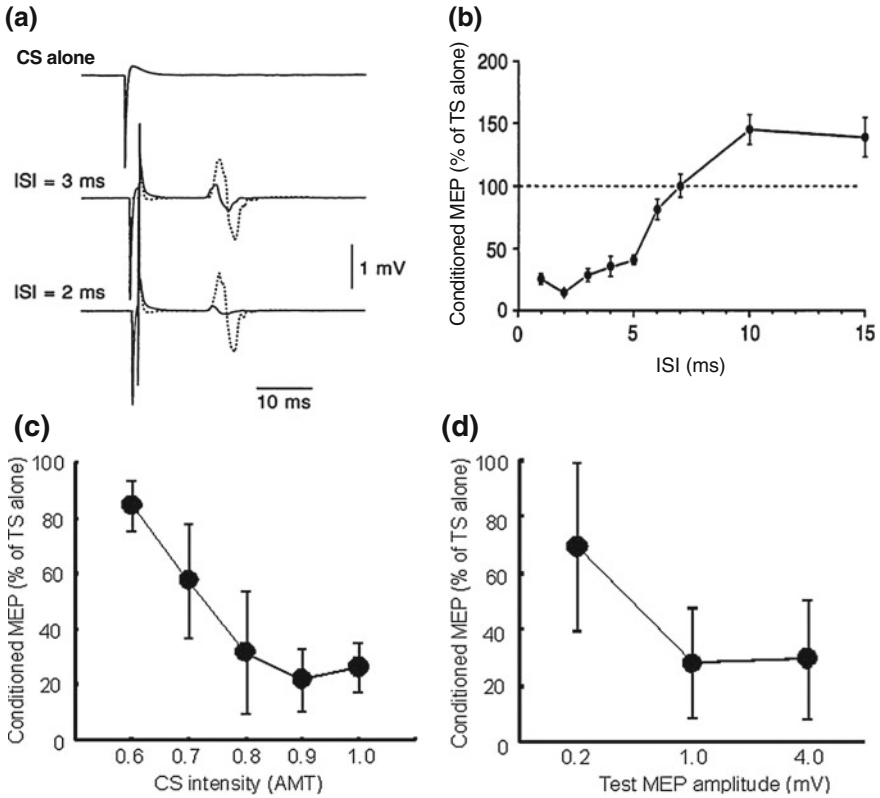 (a)
CS alone
ISI = 3 ms
1 mV
ISI = 2 ms
10 ms
(b)
Conditioned MEP (% of TS alone)
200
150
100
50
0
0 5 10 15
ISI (ms)
(c)
Conditioned MEP (% of TS alone)
100
80
60
40
20
0
0.6 0.7 0.8 0.9 1.0
CS intensity (AMT)
(d)
Conditioned MEP (% of TS alone)
100
80
60
40
20
0
0.2 1.0 4.0
Test MEP amplitude (mV)